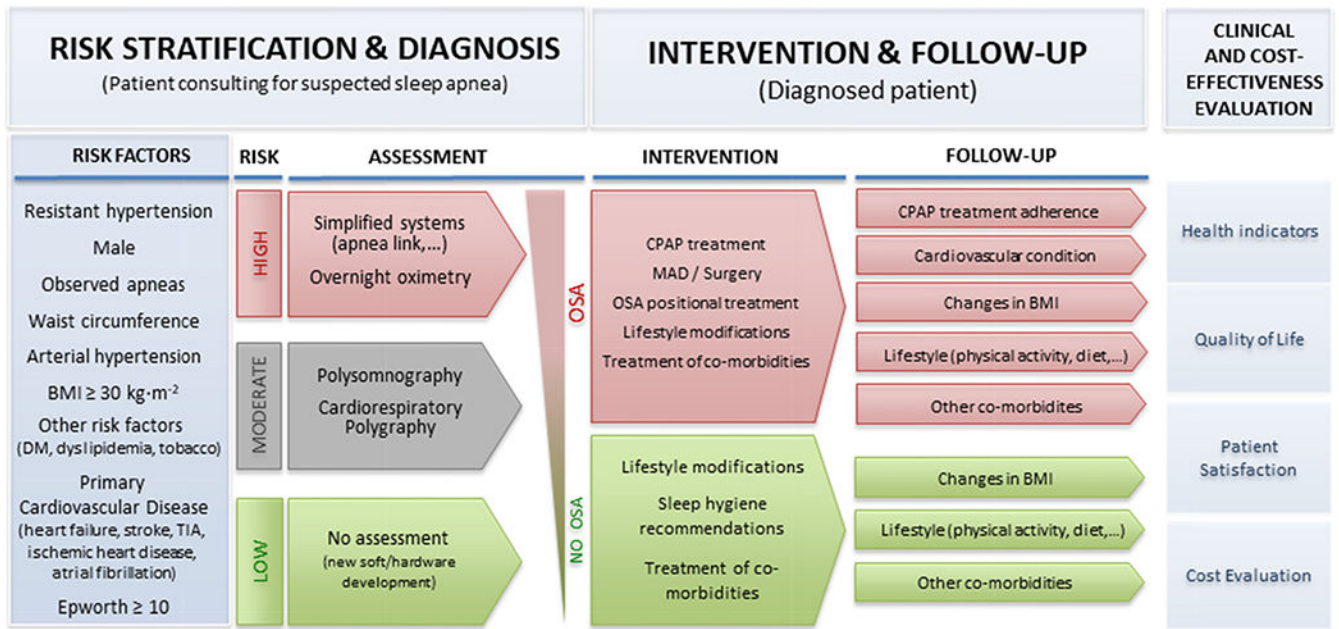 RISK STRATIFICATION & DIAGNOSIS
(Patient consulting for suspected sleep apnea)
INTERVENTION & FOLLOW-UP
(Diagnosed patient)
CLINICAL
AND COST-
EFFECTIVENESS
EVALUATION
RISK FACTORS
Resistant hypertension
Male
Observed apneas
Waist circumference
Arterial hypertension
BMI ≥ 30 kg·m⁻²
Other risk factors
(DM, dyslipidemia, tobacco)
Primary
Cardiovascular Disease
(heart failure, stroke, TIA,
ischemic heart disease,
atrial fibrillation)
Epworth ≥ 10
RISK
HIGH
MODERATE
LOW
ASSESSMENT
Simplified systems
(apnea link,...)
Overnight oximetry
Polysomnography
Cardiorespiratory
Polygraphy
No assessment
(new soft/hardware
development)
OSA
NO OSA
INTERVENTION
CPAP treatment
MAD / Surgery
OSA positional treatment
Lifestyle modifications
Treatment of co-morbidities
Lifestyle modifications
Sleep hygiene
recommendations
Treatment of co-
morbidities
FOLLOW-UP
CPAP treatment adherence
Cardiovascular condition
Changes in BMI
Lifestyle (physical activity, diet,...)
Other co-morbidites
Changes in BMI
Lifestyle (physical activity, diet,...)
Other co-morbidities
Health indicators
Quality of Life
Patient
Satisfaction
Cost Evaluation